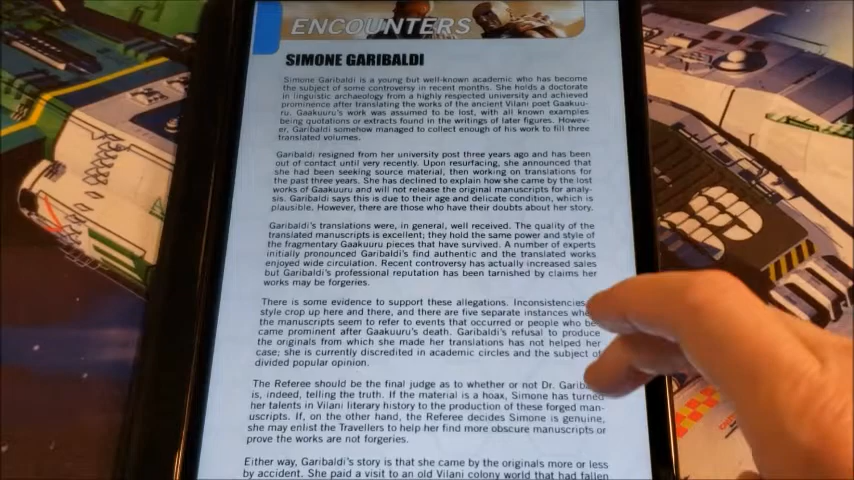 ENCOUNTERS
SIMONE GARIBALDI
Simone Garibaldi is a young but well-known academic who has become
the subject of some controversy in recent months. She holds a doctorate
in linguistic archaeology from a highly respected university and achieved
prominence after translating the works of the ancient Vilani poet Gaakuu-
ru. Gaakuuru's work was assumed to be lost, with all known examples
being quotations or extracts found in the writings of later figures. Howev-
er, Garibaldi somehow managed to collect enough of his work to fill three
translated volumes.
Garibaldi resigned from her university post three years ago and has been
out of contact until very recently. Upon resurfacing, she announced that
she had been seeking source material, then working on translations for
the past three years. She has declined to explain how she came by the lost
works of Gaakuuru and will not release the original manuscripts for analy-
sis. Garibaldi says this is due to their age and delicate condition, which is
plausible. However, there are those who have their doubts about her story.
Garibaldi's translations were, in general, well received. The quality of the
translated manuscripts is excellent; they hold the same power and style of
the fragmentary Gaakuuru pieces that have survived. A number of experts
initially pronounced Garibaldi's find authentic and the translated works
enjoyed wide circulation. Recent controversy has actually increased sales
but Garibaldi's professional reputation has been tarnished by claims her
works may be forgeries.
There is some evidence to support these allegations. Inconsistencies
style crop up here and there, and there are five separate instances whe
the manuscripts seem to refer to events that occurred or people who be-
came prominent after Gaakuuru's death. Garibaldi's refusal to produce
the originals from which she made her translations has not helped her
case; she is currently discredited in academic circles and the subject of
divided popular opinion.
The Referee should be the final judge as to whether or not Dr. Garib
is, indeed, telling the truth. If the material is a hoax, Simone has turned
her talents in Vilani literary history to the production of these forged man-
uscripts. If, on the other hand, the Referee decides Simone is genuine,
she may enlist the Travellers to help her find more obscure manuscripts or
prove the works are not forgeries.
Either way, Garibaldi's story is that she came by the originals more or less
by accident. She paid a visit to an old Vilani colony world that had fallen